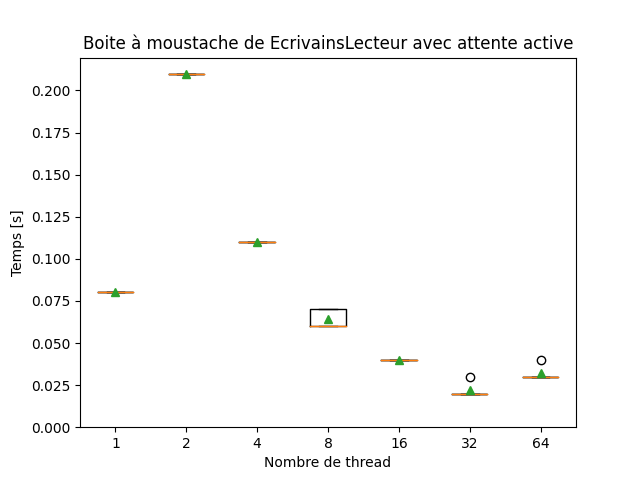 Boite à moustache de EcrivainsLecteur avec attente active
Temps [s]
0.200
0.175
0.150
0.125
0.100
0.075
0.050
0.025
0.000
1 2 4 8 16 32 64
Nombre de thread